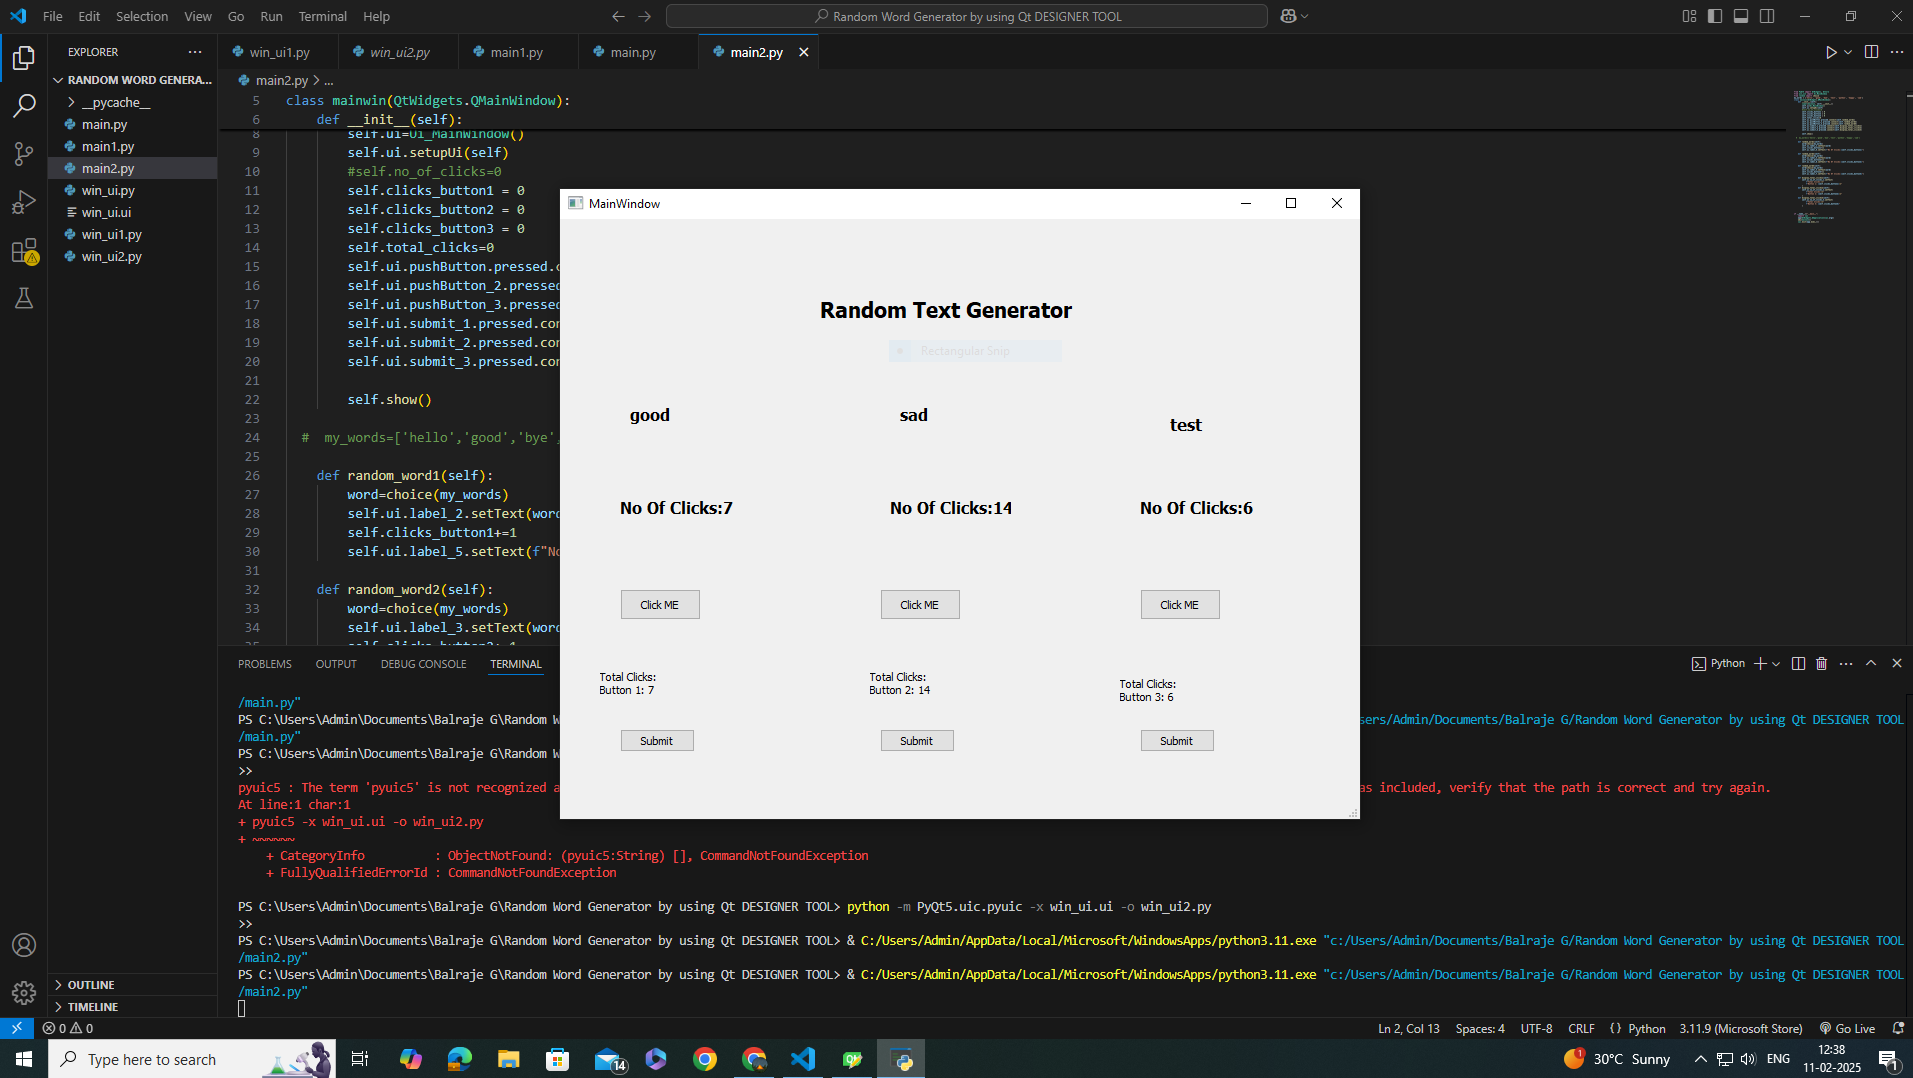 File Edit Selection View Go Run Terminal Help
Random Word Generator by using Qt DESIGNER TOOL
EXPLORER
win_ui1.py
win_ui2.py
main1.py
main.py
main2.py
RANDOM WORD GENERA...
__pycache__
main.py
main1.py
main2.py
win_ui.py
win_ui.ui
win_ui1.py
win_ui2.py
OUTLINE
TIMELINE
main2.py > ...
5 class mainwin(QtWidgets.QMainWindow):
6 def __init__(self):
8 self.ui=Ui_MainWindow()
9 self.ui.setupUi(self)
10 #self.no_of_clicks=0
11 self.clicks_button1 = 0
12 self.clicks_button2 = 0
13 self.clicks_button3 = 0
14 self.total_clicks=0
15 self.ui.pushButton.pressed.c
16 self.ui.pushButton_2.pressed
17 self.ui.pushButton_3.pressed
18 self.ui.submit_1.pressed.con
19 self.ui.submit_2.pressed.con
20 self.ui.submit_3.pressed.con
21
22 self.show()
23
24 # my_words=['hello','good','bye',
25
26 def random_word1(self):
27 word=choice(my_words)
28 self.ui.label_2.setText(word
29 self.clicks_button1+=1
30 self.ui.label_5.setText(f"No
31
32 def random_word2(self):
33 word=choice(my_words)
34 self.ui.label_3.setText(word
MainWindow
Random Text Generator
Rectangular Snip
good sad test
No Of Clicks:7 No Of Clicks:14 No Of Clicks:6
Click ME Click ME Click ME
Total Clicks:
Button 1: 7
Total Clicks:
Button 2: 14
Total Clicks:
Button 3: 6
Submit Submit Submit
PROBLEMS OUTPUT DEBUG CONSOLE TERMINAL
Python
/main.py"
PS C:\Users\Admin\Documents\Balraje G\Random W
sers/Admin/Documents/Balraje G/Random Word Generator by using Qt DESIGNER TOOL
/main.py"
PS C:\Users\Admin\Documents\Balraje G\Random W
>>
pyuic5 : The term 'pyuic5' is not recognized a
as included, verify that the path is correct and try again.
At line:1 char:1
+ pyuic5 -x win_ui.ui -o win_ui2.py
+ ~~~~~~
+ CategoryInfo : ObjectNotFound: (pyuic5:String) [], CommandNotFoundException
+ FullyQualifiedErrorId : CommandNotFoundException
PS C:\Users\Admin\Documents\Balraje G\Random Word Generator by using Qt DESIGNER TOOL> python -m PyQt5.uic.pyuic -x win_ui.ui -o win_ui2.py
>>
PS C:\Users\Admin\Documents\Balraje G\Random Word Generator by using Qt DESIGNER TOOL> & C:/Users/Admin/AppData/Local/Microsoft/WindowsApps/python3.11.exe "c:/Users/Admin/Documents/Balraje G/Random Word Generator by using Qt DESIGNER TOOL
/main2.py"
PS C:\Users\Admin\Documents\Balraje G\Random Word Generator by using Qt DESIGNER TOOL> & C:/Users/Admin/AppData/Local/Microsoft/WindowsApps/python3.11.exe "c:/Users/Admin/Documents/Balraje G/Random Word Generator by using Qt DESIGNER TOOL
/main2.py"
0 0
Ln 2, Col 13 Spaces: 4 UTF-8 CRLF {} Python 3.11.9 (Microsoft Store) Go Live
Type here to search
14
1
30°C Sunny
ENG
12:38
11-02-2025
1